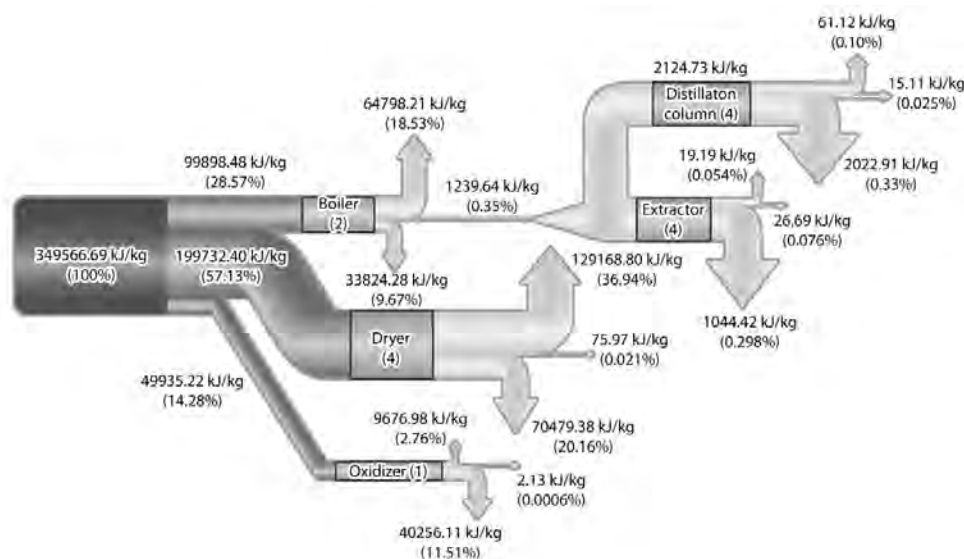 61.12 kJ/kg
(0.10%)
2124.73 kJ/kg
15.11 kJ/kg
(0.025%)
Distillaton
column (4)
64798.21 kJ/kg
(18.53%)
19.19 kJ/kg
(0.054%)
2022.91 kJ/kg
(0.33%)
99898.48 kJ/kg
(28.57%)
1239.64 kJ/kg
(0.35%)
Boiler
(2)
Extractor
(4)
26.69 kJ/kg
(0.076%)
349566.69 kJ/kg
(100%)
199732.40 kJ/kg
(57.13%)
129168.80 kJ/kg
(36.94%)
33824.28 kJ/kg
(9.67%)
1044.42 kJ/kg
(0.298%)
Dryer
(4)
75.97 kJ/kg
(0.021%)
49935.22 kJ/kg
(14.28%)
9676.98 kJ/kg
(2.76%)
70479.38 kJ/kg
(20.16%)
Oxidizer (1)
2.13 kJ/kg
(0.0006%)
40256.11 kJ/kg
(11.51%)